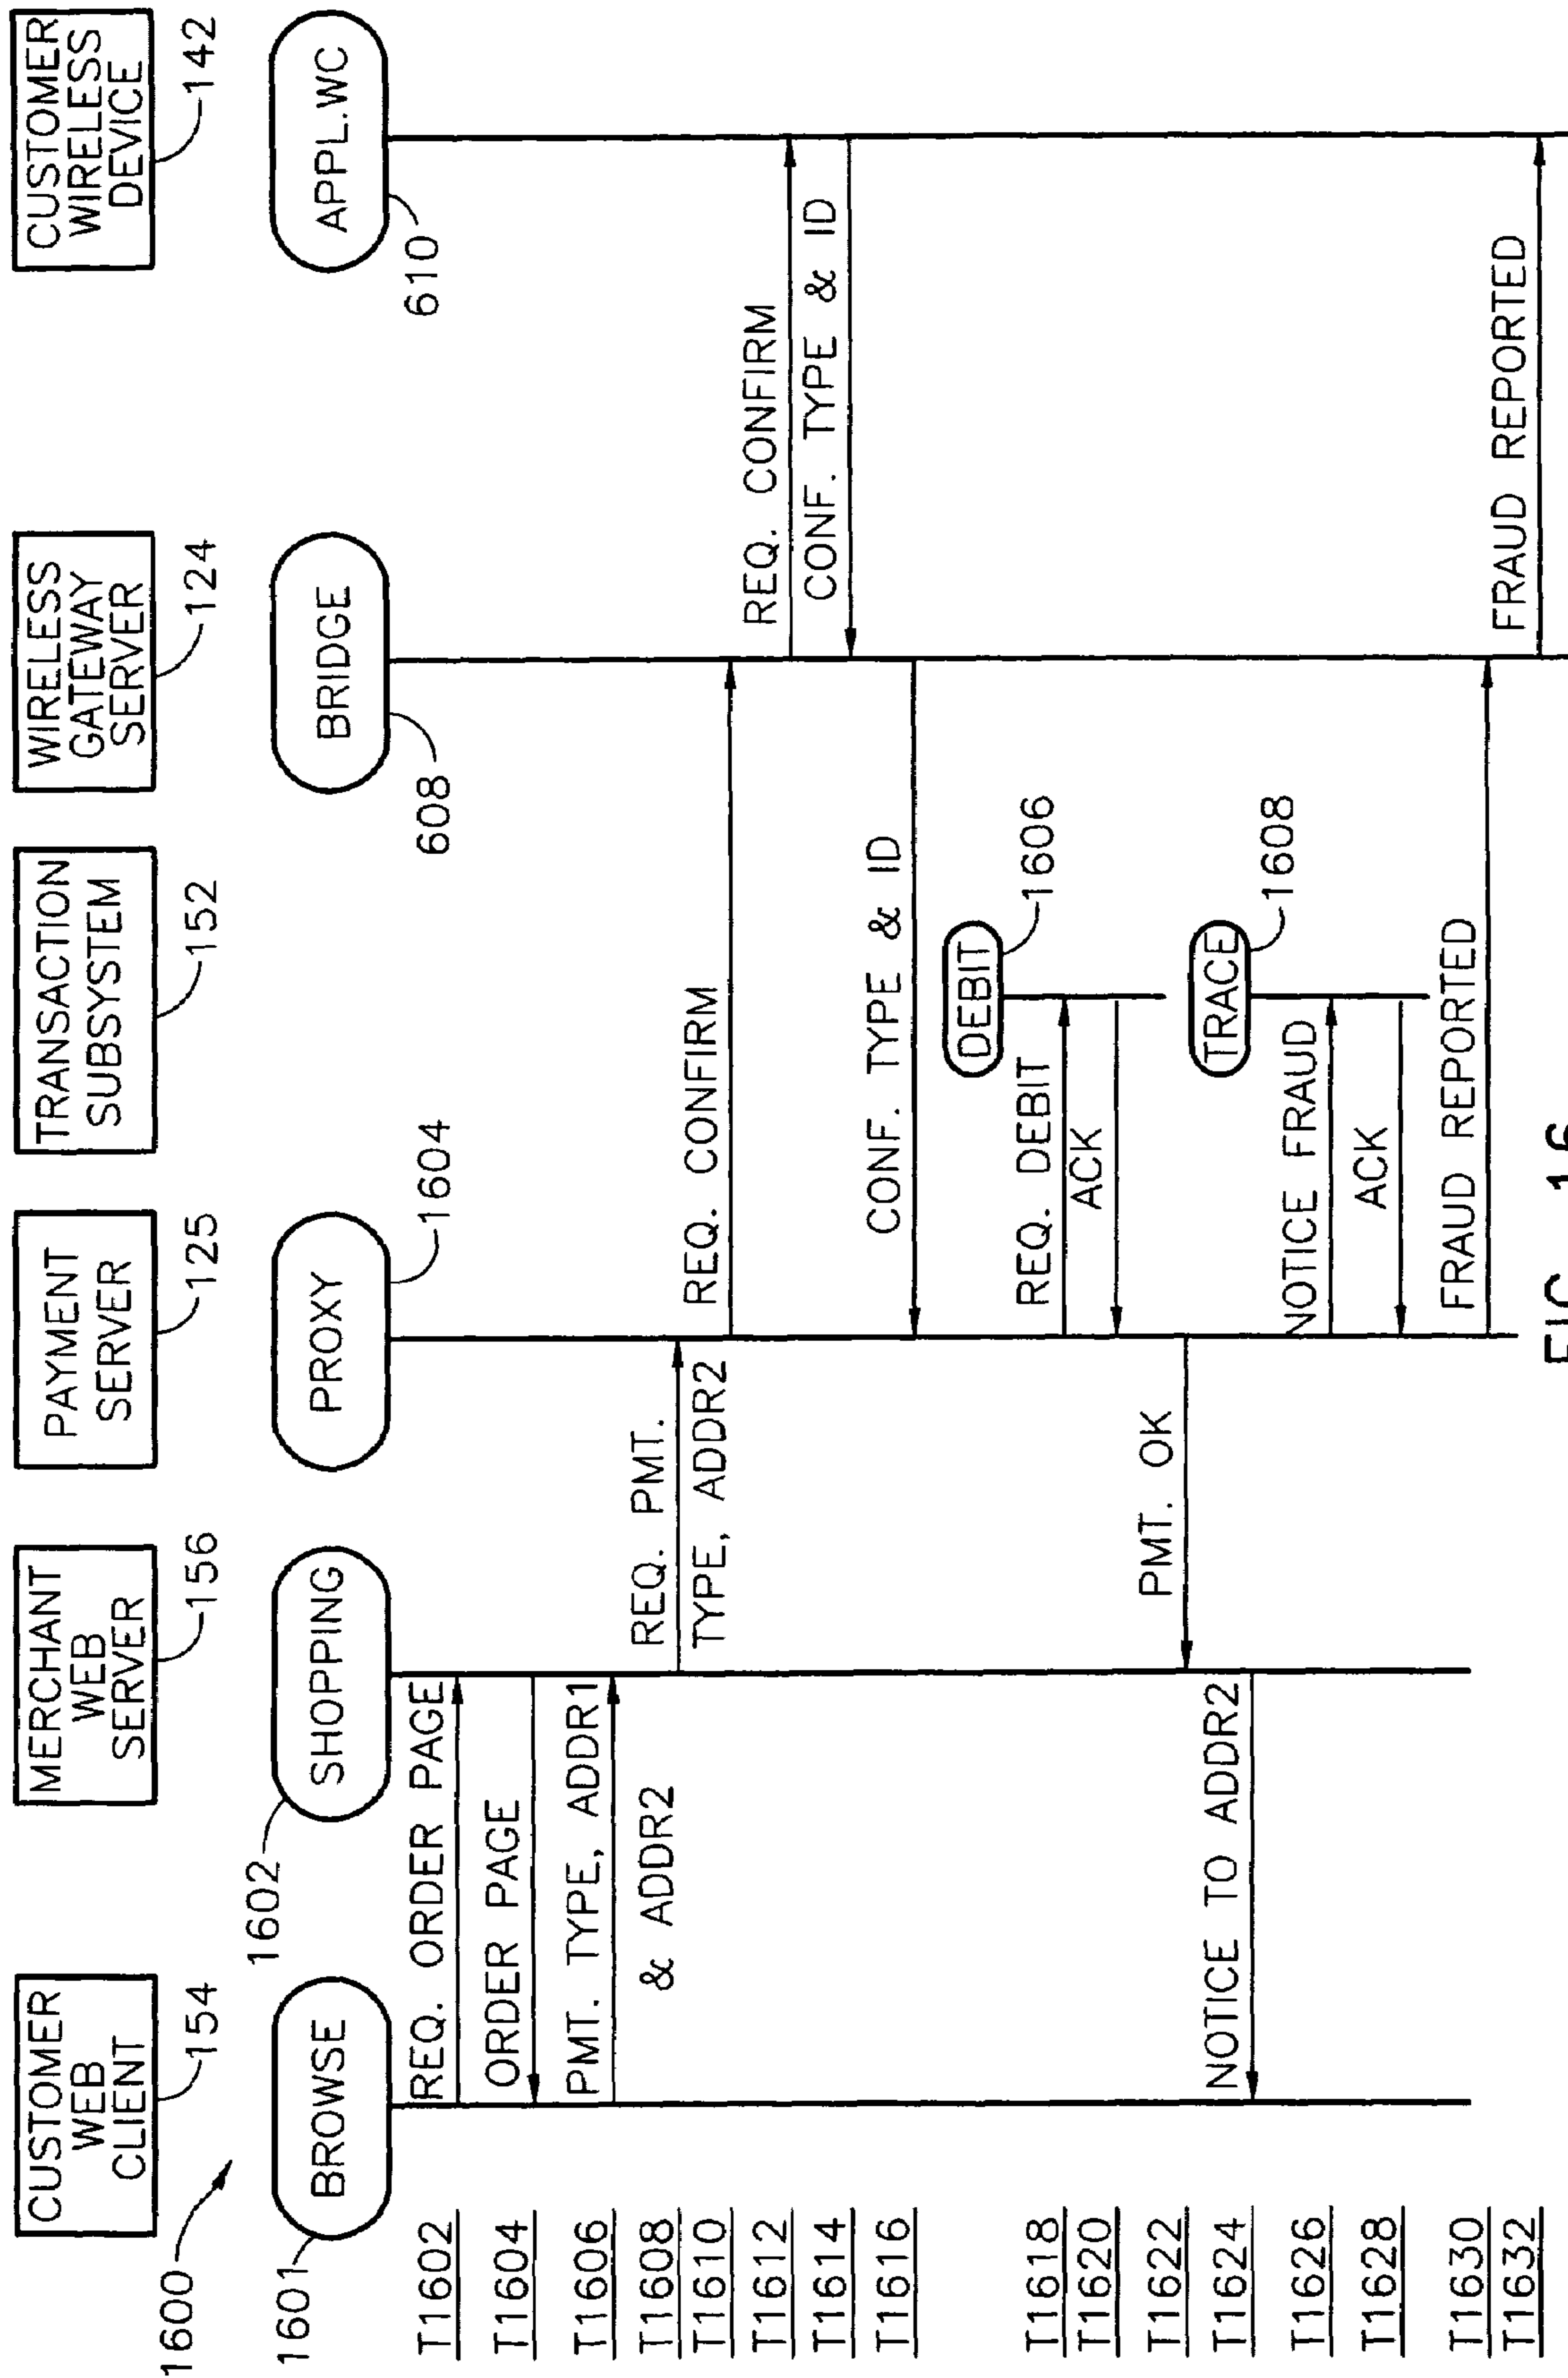 1600
CUSTOMER
WEB
CLIENT
154
MERCHANT
WEB
SERVER
156
PAYMENT
SERVER
125
TRANSACTION
SUBSYSTEM
152
WIRELESS
GATEWAY
SERVER
124
CUSTOMER
WIRELESS
DEVICE
142
1601
BROWSE
1602
SHOPPING
PROXY
1604
BRIDGE
608
APPL.WC
610
T1602
REQ. ORDER PAGE
T1604
ORDER PAGE
T1606
PMT. TYPE, ADDR1
& ADDR2
T1608
REQ. PMT.
TYPE, ADDR2
T1610
REQ. CONFIRM
T1612
REQ. CONFIRM
T1614
CONF. TYPE & ID
T1616
CONF. TYPE & ID
DEBIT
1606
T1618
REQ. DEBIT
T1620
ACK
T1622
PMT. OK
TRACE
1608
T1624
NOTICE TO ADDR2
T1626
NOTICE FRAUD
T1628
ACK
T1630
FRAUD REPORTED
T1632
FRAUD REPORTED